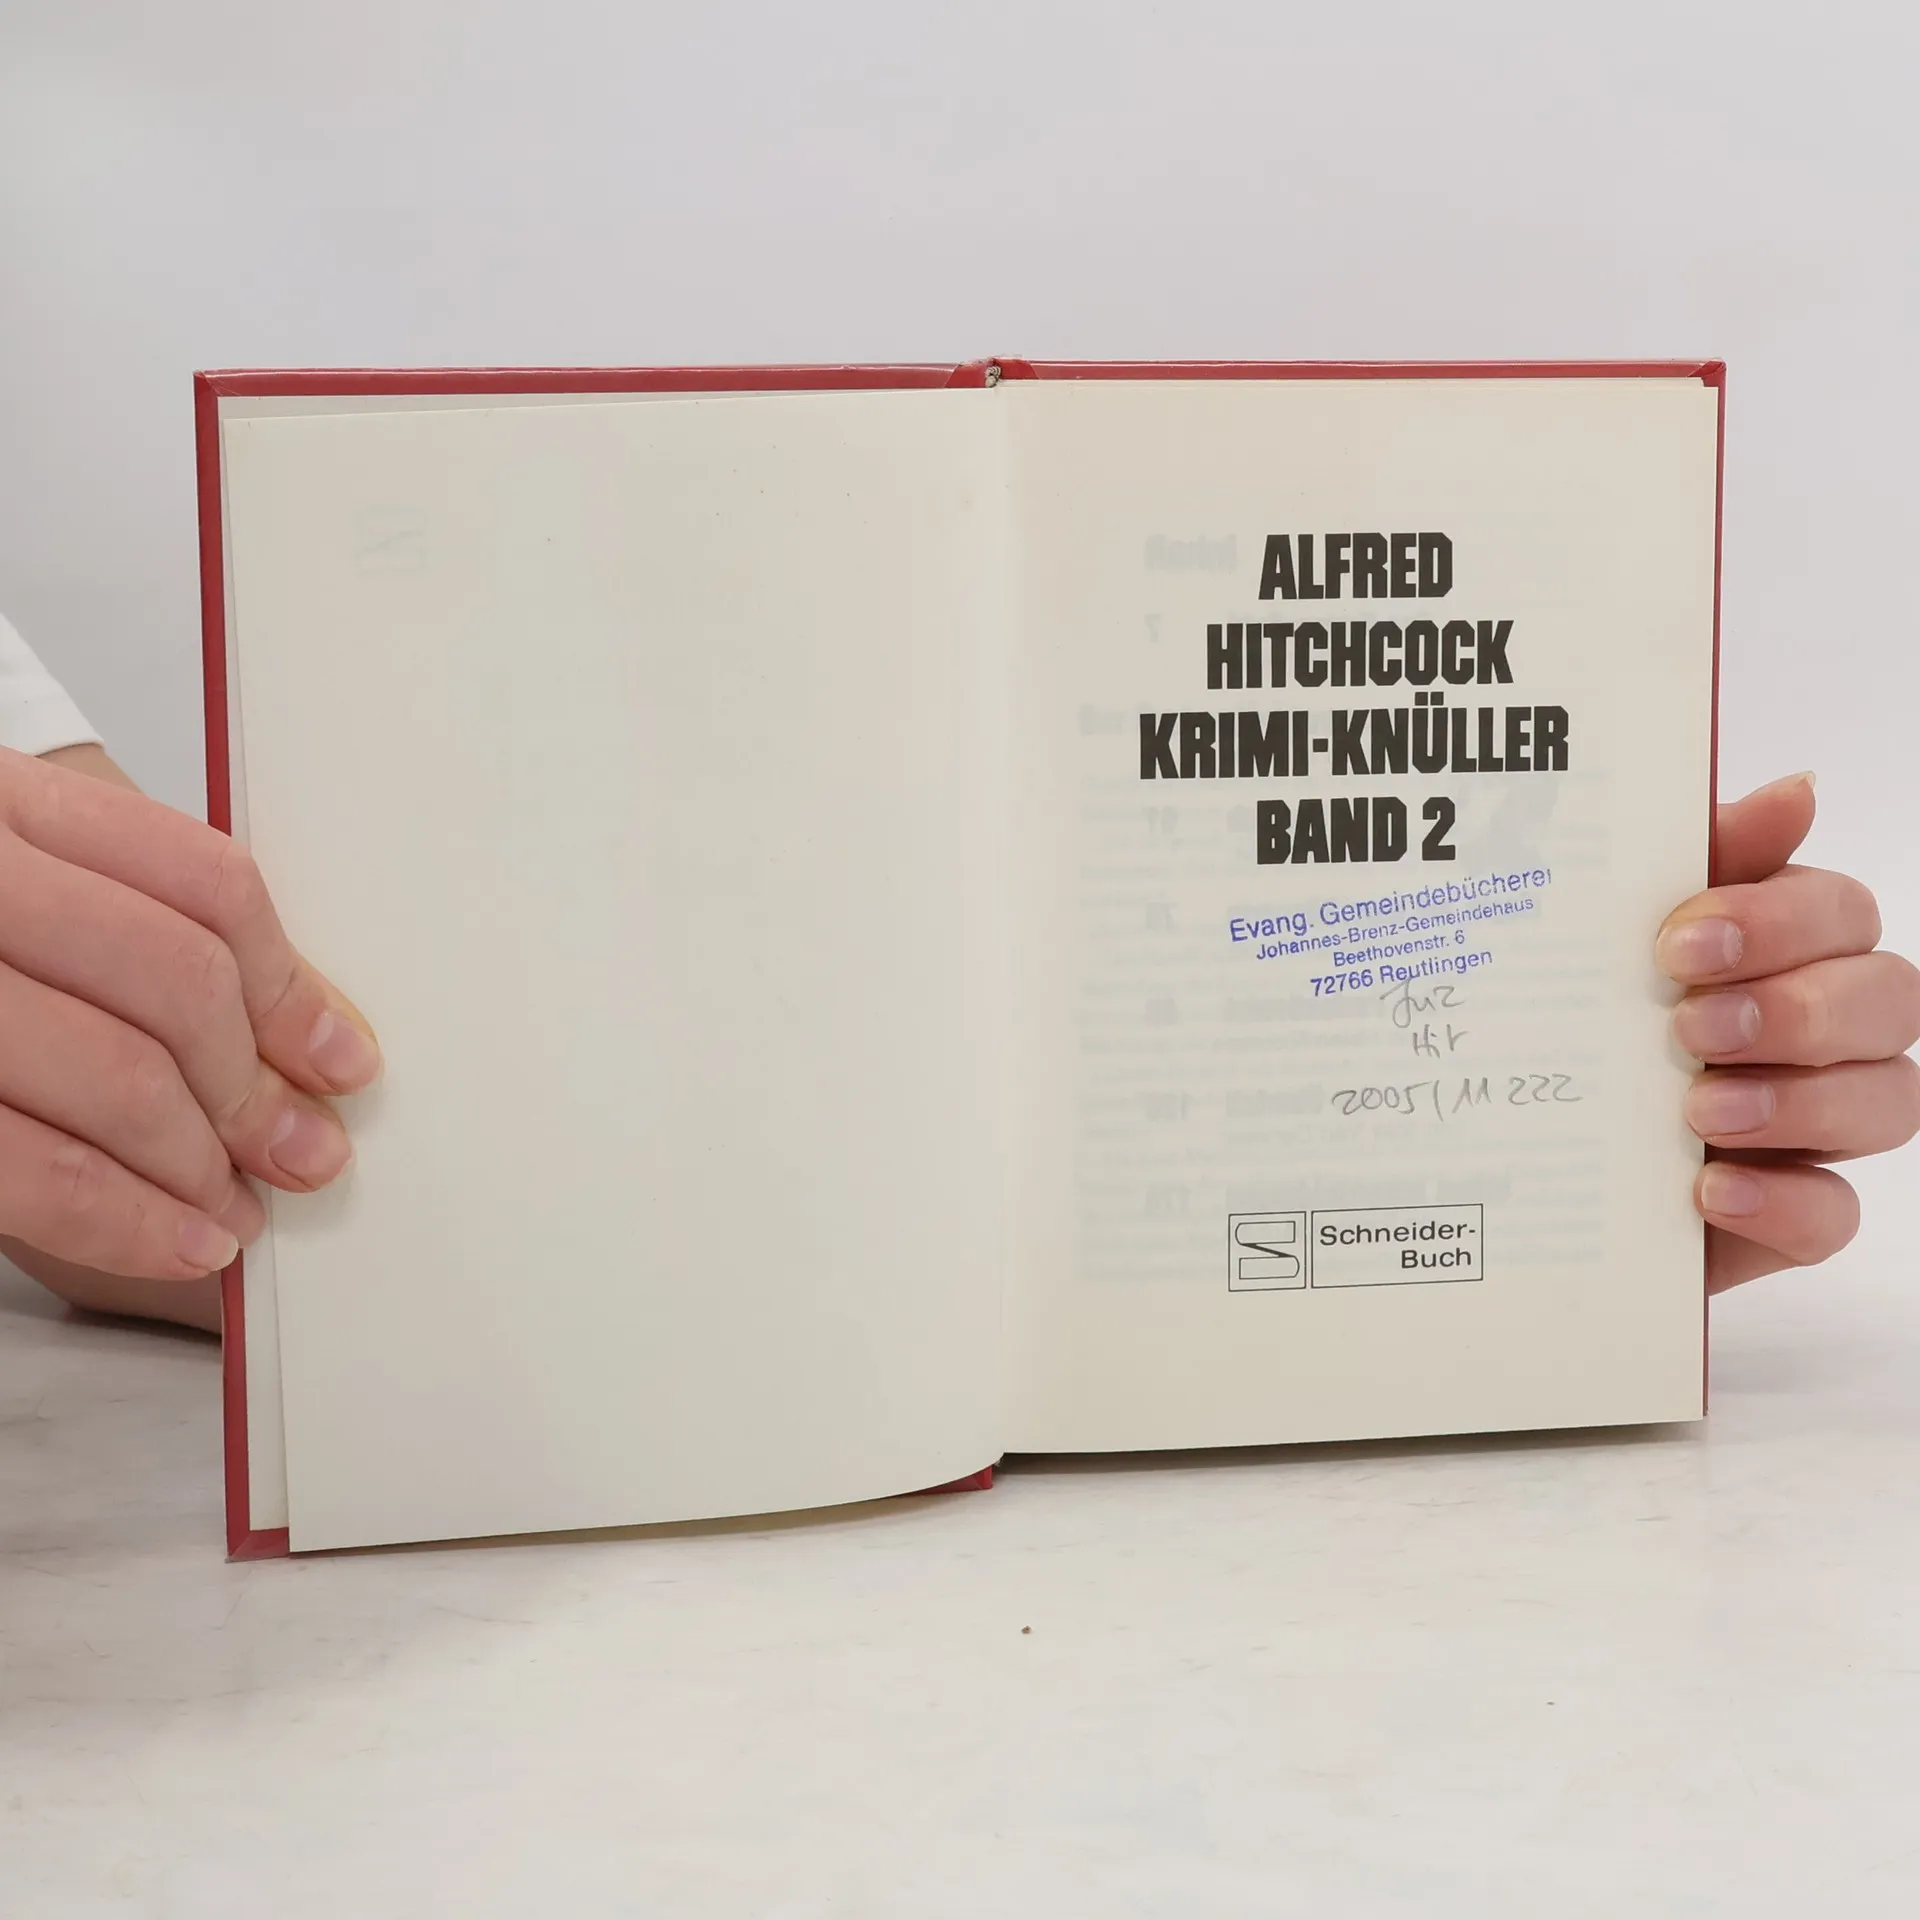 ALFRED
HITCHCOCK
KRIMI-KNÜLLER
BAND 2
Evang. Gemeindebücherei
Johannes-Brenz-Gemeindehaus
Beethovenstr. 6
72766 Reutlingen
Juz
Hit
2005/11 222
Schneider-
Buch